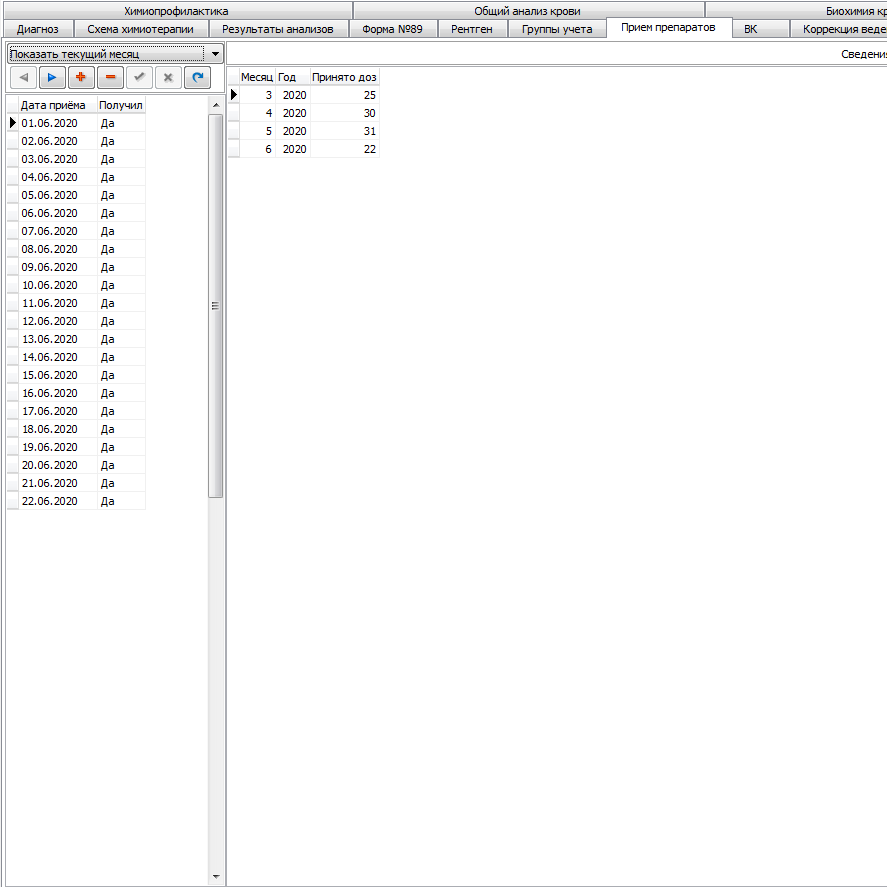 Химиопрофилактика Общий анализ крови Биохимия кр
Диагноз Схема химиотерапии Результаты анализов Форма №89 Рентген Группы учета Прием препаратов ВК Коррекция веде
Показать текущий месяц
Сведения
Дата приёма Получил
01.06.2020 Да
02.06.2020 Да
03.06.2020 Да
04.06.2020 Да
05.06.2020 Да
06.06.2020 Да
07.06.2020 Да
08.06.2020 Да
09.06.2020 Да
10.06.2020 Да
11.06.2020 Да
12.06.2020 Да
13.06.2020 Да
14.06.2020 Да
15.06.2020 Да
16.06.2020 Да
17.06.2020 Да
18.06.2020 Да
19.06.2020 Да
20.06.2020 Да
21.06.2020 Да
22.06.2020 Да
Месяц Год Принято доз
3 2020 25
4 2020 30
5 2020 31
6 2020 22